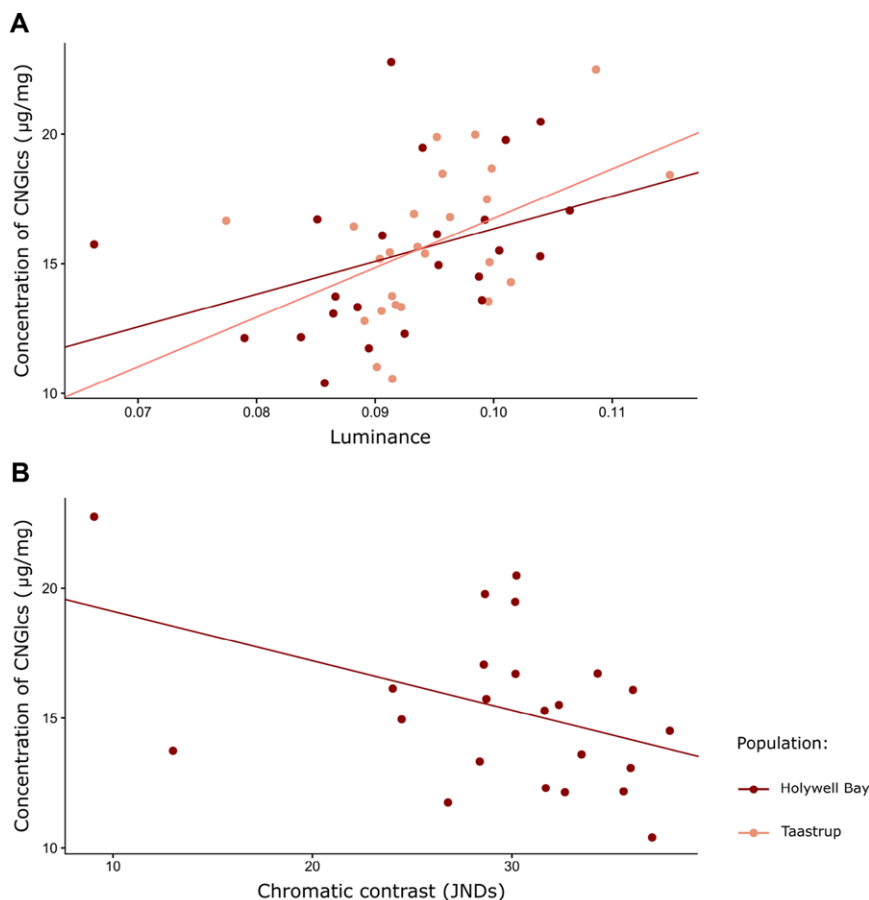 A
Concentration of CNGlcs (µg/mg)
20
15
10
0.07 0.08 0.09 0.10 0.11
Luminance
B
Concentration of CNGlcs (µg/mg)
20
15
10
10 20 30
Chromatic contrast (JNDs)
Population:
Holywell Bay
Taastrup